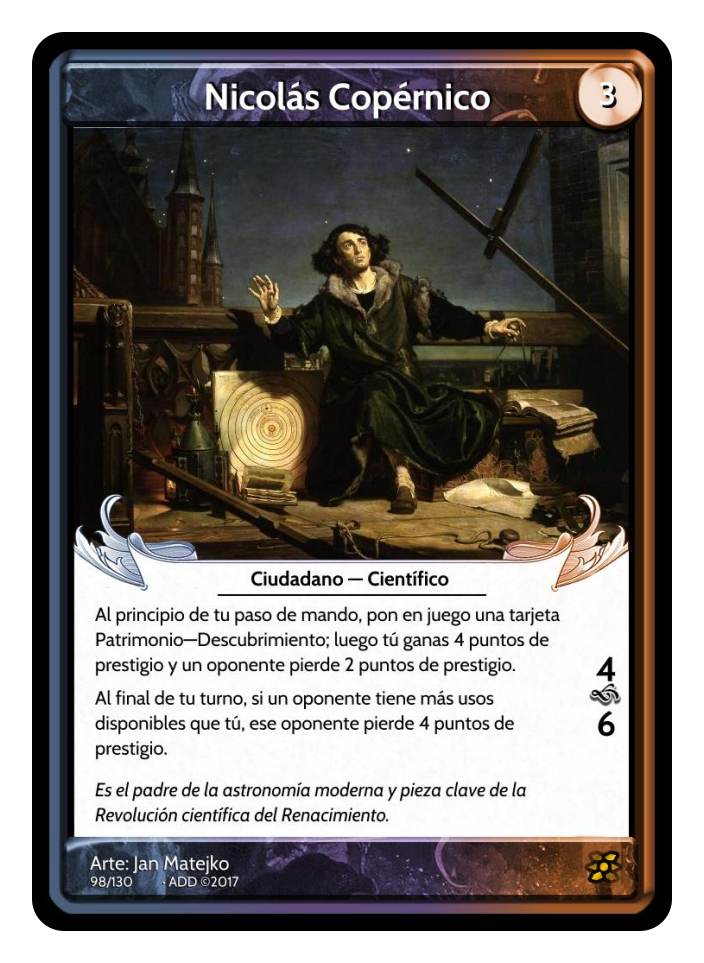 Nicolás Copérnico
3
Ciudadano — Científico
Al principio de tu paso de mando, pon en juego una tarjeta
Patrimonio—Descubrimiento; luego tú ganas 4 puntos de
prestigio y un oponente pierde 2 puntos de prestigio.
Al final de tu turno, si un oponente tiene más usos
disponibles que tú, ese oponente pierde 4 puntos de
prestigio.
4
6
Es el padre de la astronomía moderna y pieza clave de la
Revolución científica del Renacimiento.
Arte: Jan Matejko
98/130 · ADD ©2017